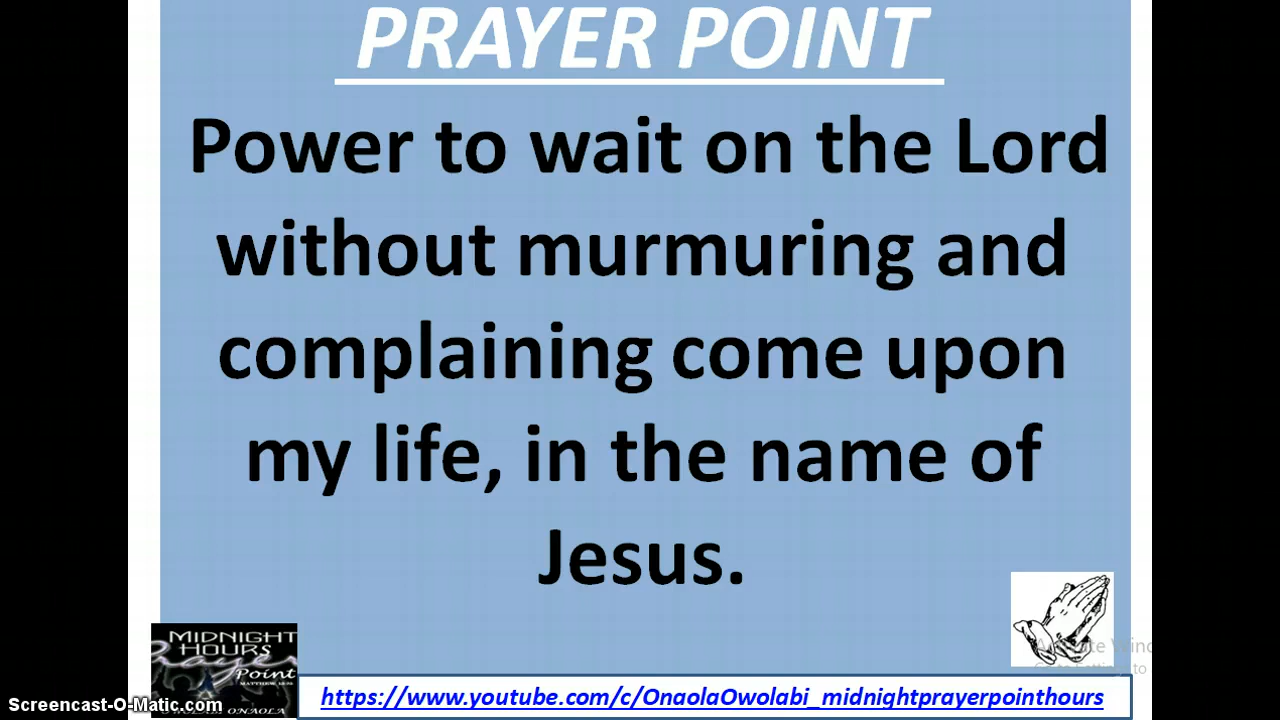 PRAYER POINT
Power to wait on the Lord
without murmuring and
complaining come upon
my life, in the name of
Jesus.
MIDNIGHT
HOURS
Prayer
Point
https://www.youtube.com/c/OnaolaOwolabi_midnightprayerpointhours
Screencast-O-Matic.com